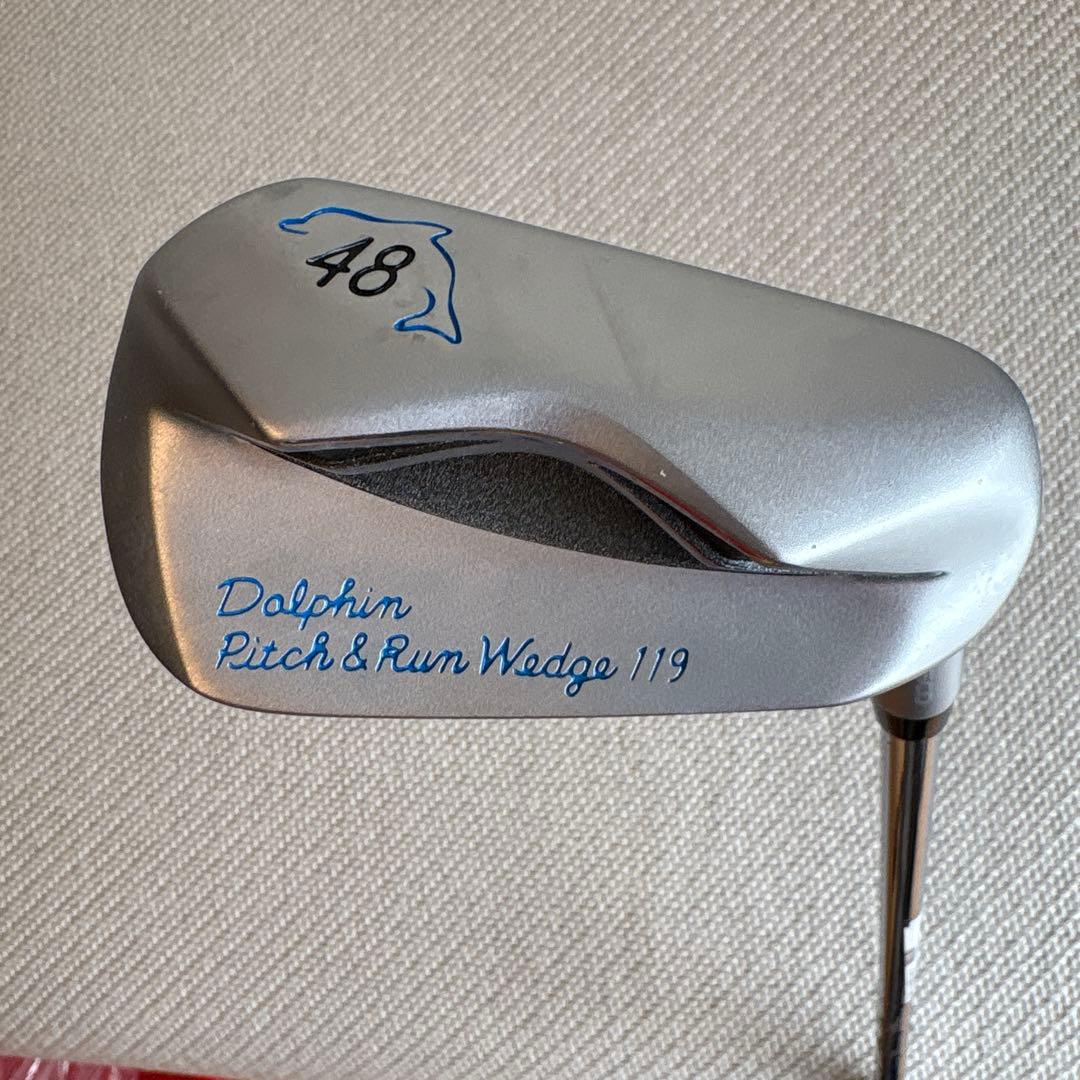 48
Dolphin
Pitch & Run Wedge 119